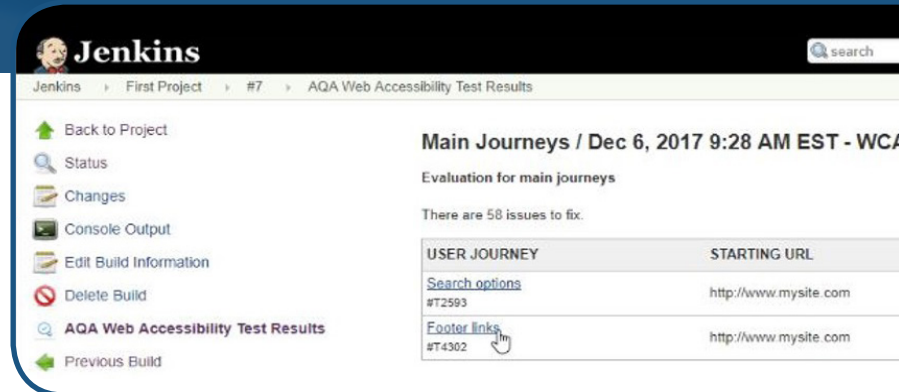 Jenkins
search
Jenkins First Project #7 AQA Web Accessibility Test Results
Back to Project
Status
Changes
Console Output
Edit Build Information
Delete Build
AQA Web Accessibility Test Results
Previous Build
Main Journeys / Dec 6, 2017 9:28 AM EST - WCA
Evaluation for main journeys
There are 58 issues to fix.
USER JOURNEY STARTING URL
Search options
#T2593
http://www.mysite.com
Footer links
#T4302
http://www.mysite.com